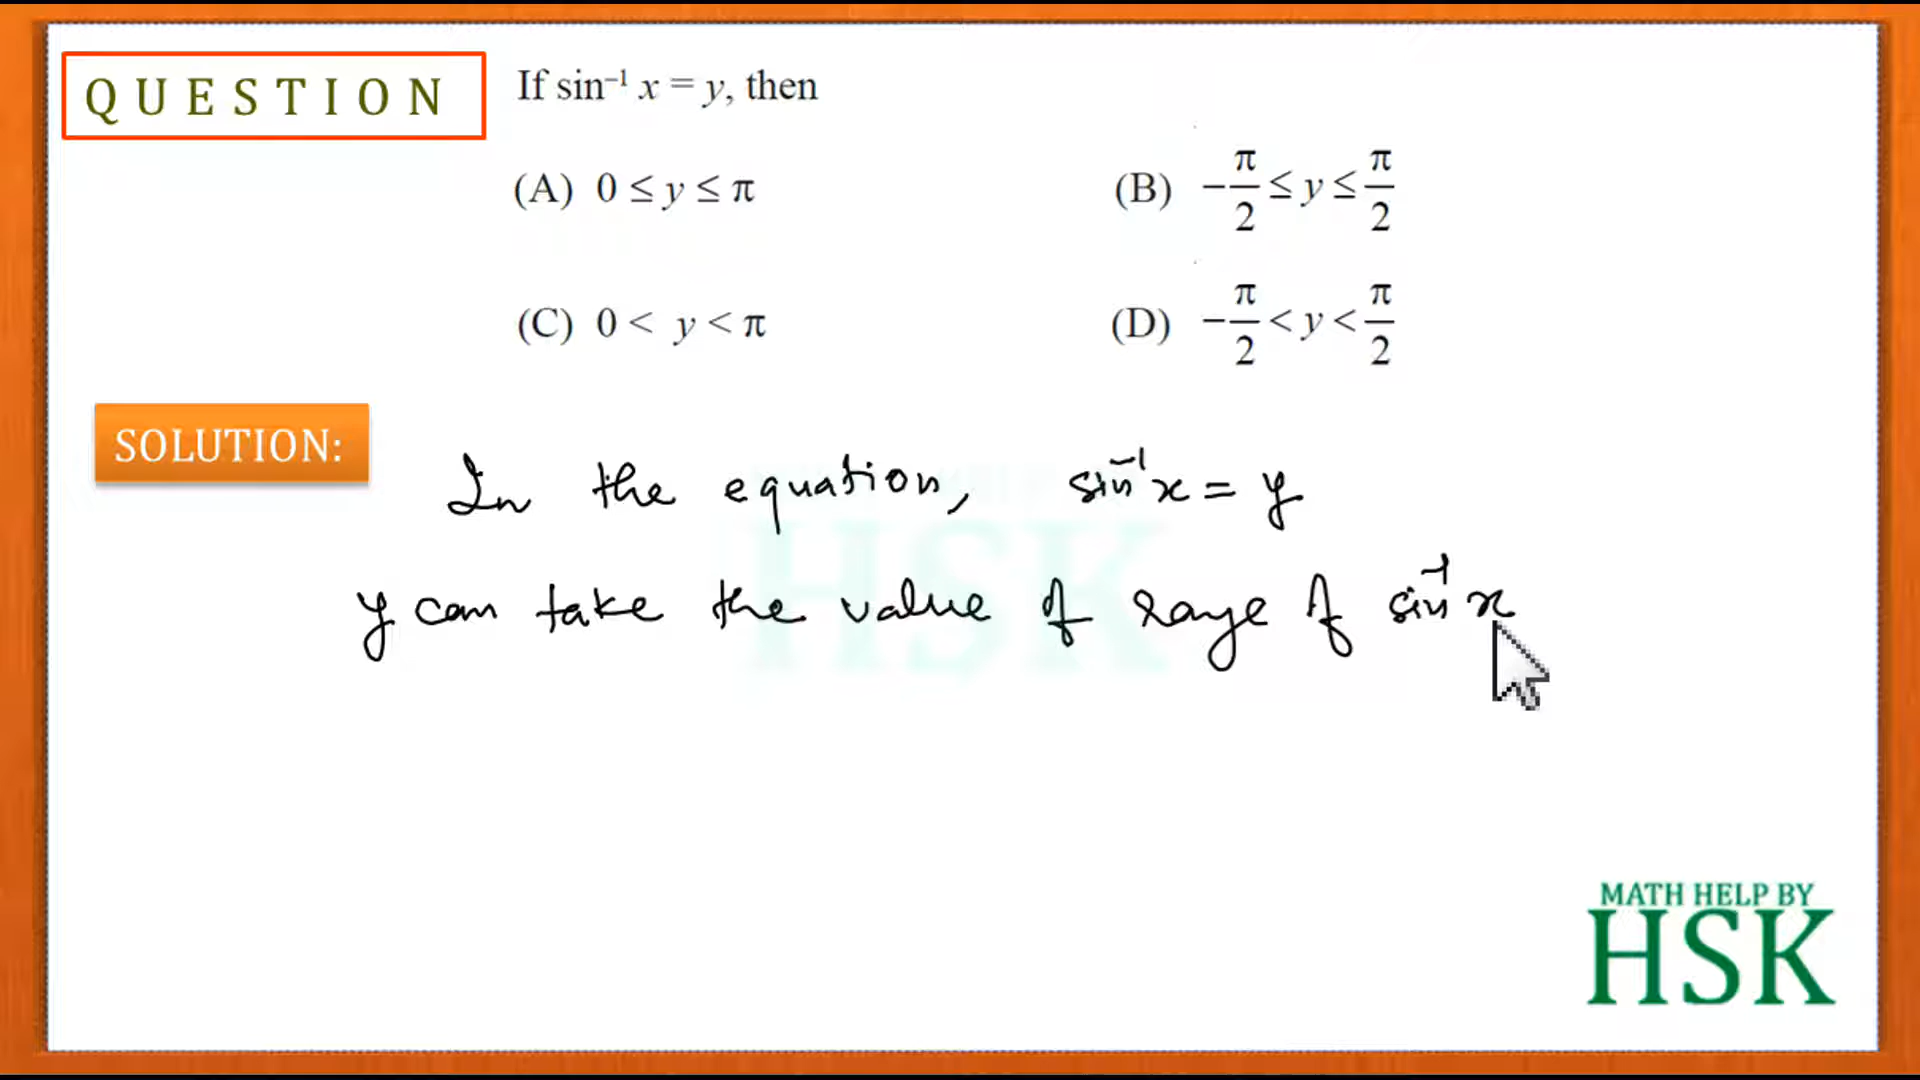 QUESTION
If sin⁻¹ x = y, then
(A) 0 ≤ y ≤ π
(B) −π/2 ≤ y ≤ π/2
(C) 0 < y < π
(D) −π/2 < y < π/2
SOLUTION:
In the equation, sin⁻¹x = y
y can take the value of range of sin⁻¹x
MATH HELP BY
HSK